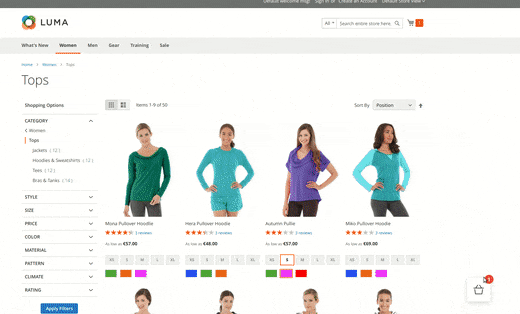 Default welcome msg! Sign In or Create an Account Default Store View
LUMA
All Search entire store here...
What's New Women Men Gear Training Sale
Home Women Tops
Tops
Shopping Options
Items 1-9 of 50
Sort By Position
CATEGORY
Women
Tops
Jackets (12)
Hoodies & Sweatshirts (12)
Tees (12)
Bras & Tanks (14)
STYLE
SIZE
PRICE
COLOR
MATERIAL
PATTERN
CLIMATE
RATING
Apply Filters
Mona Pullover Hoodie
3 reviews
As low as €57.00
XS S M L XL
Hera Pullover Hoodie
3 reviews
As low as €48.00
XS S M L XL
Autumn Pullie
2 reviews
As low as €57.00
XS S M L XL
Miko Pullover Hoodie
2 reviews
As low as €69.00
XS S M L XL
1